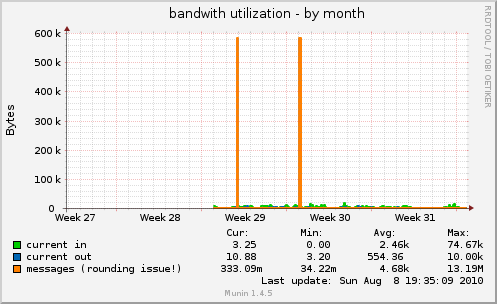 bandwith utilization - by month
RRDTOOL / TOBI OETIKER
Bytes
600 k
500 k
400 k
300 k
200 k
100 k
0
Week 27 Week 28 Week 29 Week 30 Week 31
Cur: Min: Avg: Max:
current in 3.25 0.00 2.46k 74.67k
current out 10.88 3.20 554.36 10.00k
messages (rounding issue!) 333.09m 34.22m 4.68k 13.19M
Last update: Sun Aug 8 19:35:09 2010
Munin 1.4.5